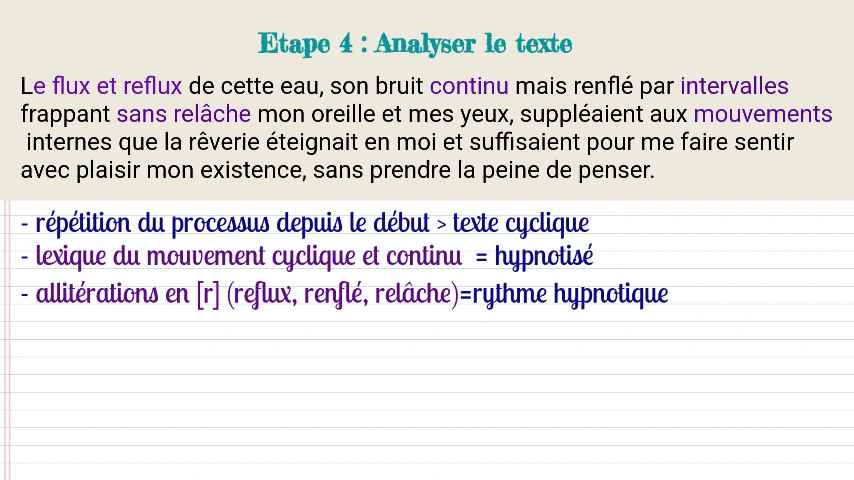 Etape 4 : Analyser le texte
Le flux et reflux de cette eau, son bruit continu mais renflé par intervalles
frappant sans relâche mon oreille et mes yeux, suppléaient aux mouvements
internes que la rêverie éteignait en moi et suffisaient pour me faire sentir
avec plaisir mon existence, sans prendre la peine de penser.
- répétition du processus depuis le début > texte cyclique
- lexique du mouvement cyclique et continu = hypnotisé
- allitérations en [r] (reflux, renflé, relâche)=rythme hypnotique